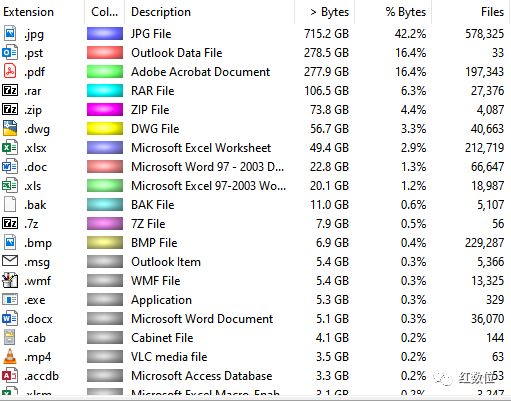 Extension Col... Description > Bytes % Bytes Files
.jpg JPG File 715.2 GB 42.2% 578,325
.pst Outlook Data File 278.5 GB 16.4% 33
.pdf Adobe Acrobat Document 277.9 GB 16.4% 197,343
.rar RAR File 106.5 GB 6.3% 27,376
.zip ZIP File 73.8 GB 4.4% 4,087
.dwg DWG File 56.7 GB 3.3% 40,663
.xlsx Microsoft Excel Worksheet 49.4 GB 2.9% 212,719
.doc Microsoft Word 97 - 2003 D... 22.8 GB 1.3% 66,647
.xls Microsoft Excel 97-2003 Wo... 20.1 GB 1.2% 18,987
.bak BAK File 11.0 GB 0.6% 5,107
.7z 7Z File 7.9 GB 0.5% 56
.bmp BMP File 6.9 GB 0.4% 229,287
.msg Outlook Item 5.4 GB 0.3% 5,366
.wmf WMF File 5.4 GB 0.3% 13,325
.exe Application 5.3 GB 0.3% 329
.docx Microsoft Word Document 5.1 GB 0.3% 36,070
.cab Cabinet File 4.1 GB 0.2% 144
.mp4 VLC media file 3.5 GB 0.2% 63
.accdb Microsoft Access Database 3.3 GB 0.2% 53
红数位
.xlsm Microsoft Excel Macro-Enab 3,247